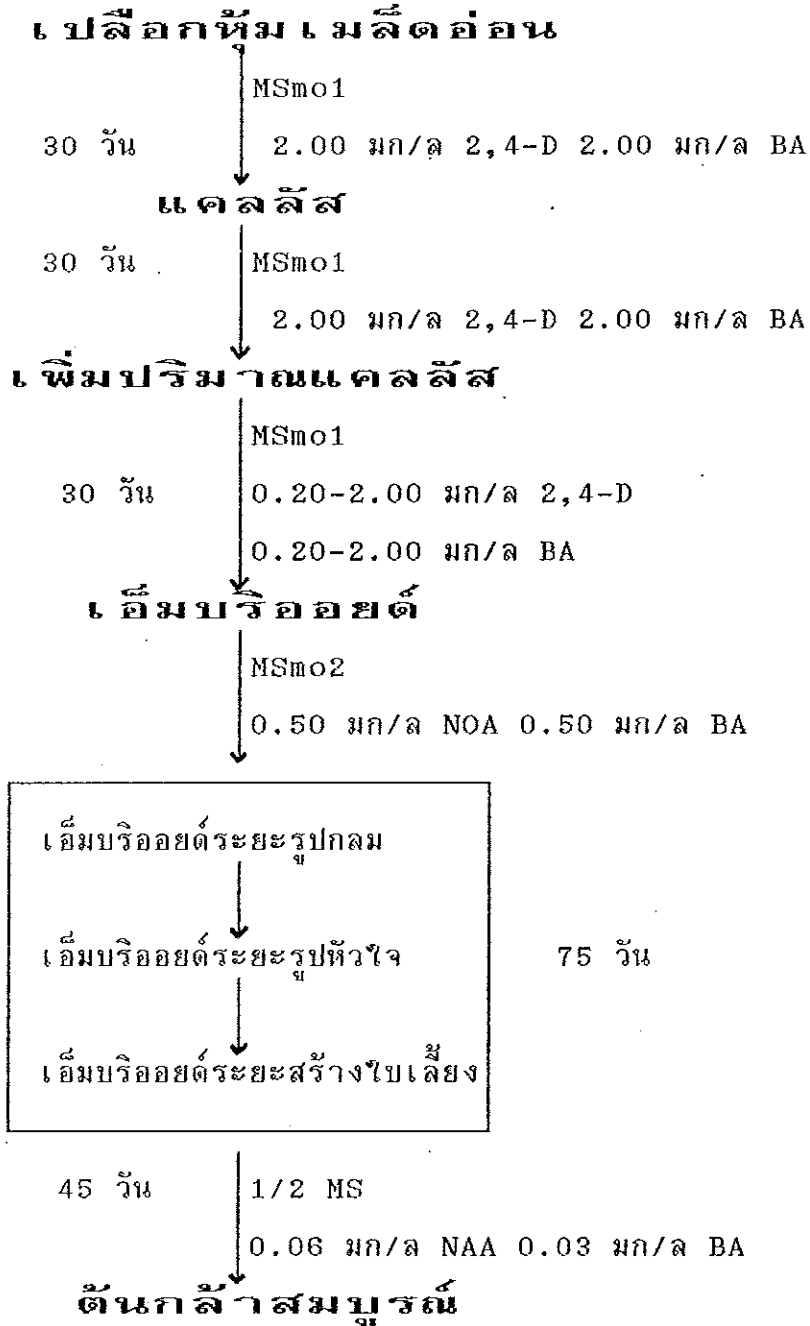 เปลือกหุ้มเมล็ดอ่อน
MSmo1
30 วัน 2.00 มก/ล 2,4-D 2.00 มก/ล BA
แคลลัส
30 วัน MSmo1
2.00 มก/ล 2,4-D 2.00 มก/ล BA
เพิ่มปริมาณแคลลัส
MSmo1
30 วัน 0.20-2.00 มก/ล 2,4-D
0.20-2.00 มก/ล BA
เอ็มบริออยด์
MSmo2
0.50 มก/ล NOA 0.50 มก/ล BA
เอ็มบริออยด์ระยะรูปกลม
เอ็มบริออยด์ระยะรูปหัวใจ 75 วัน
เอ็มบริออยด์ระยะสร้างใบเลี้ยง
45 วัน 1/2 MS
0.06 มก/ล NAA 0.03 มก/ล BA
ต้นกล้าสมบูรณ์